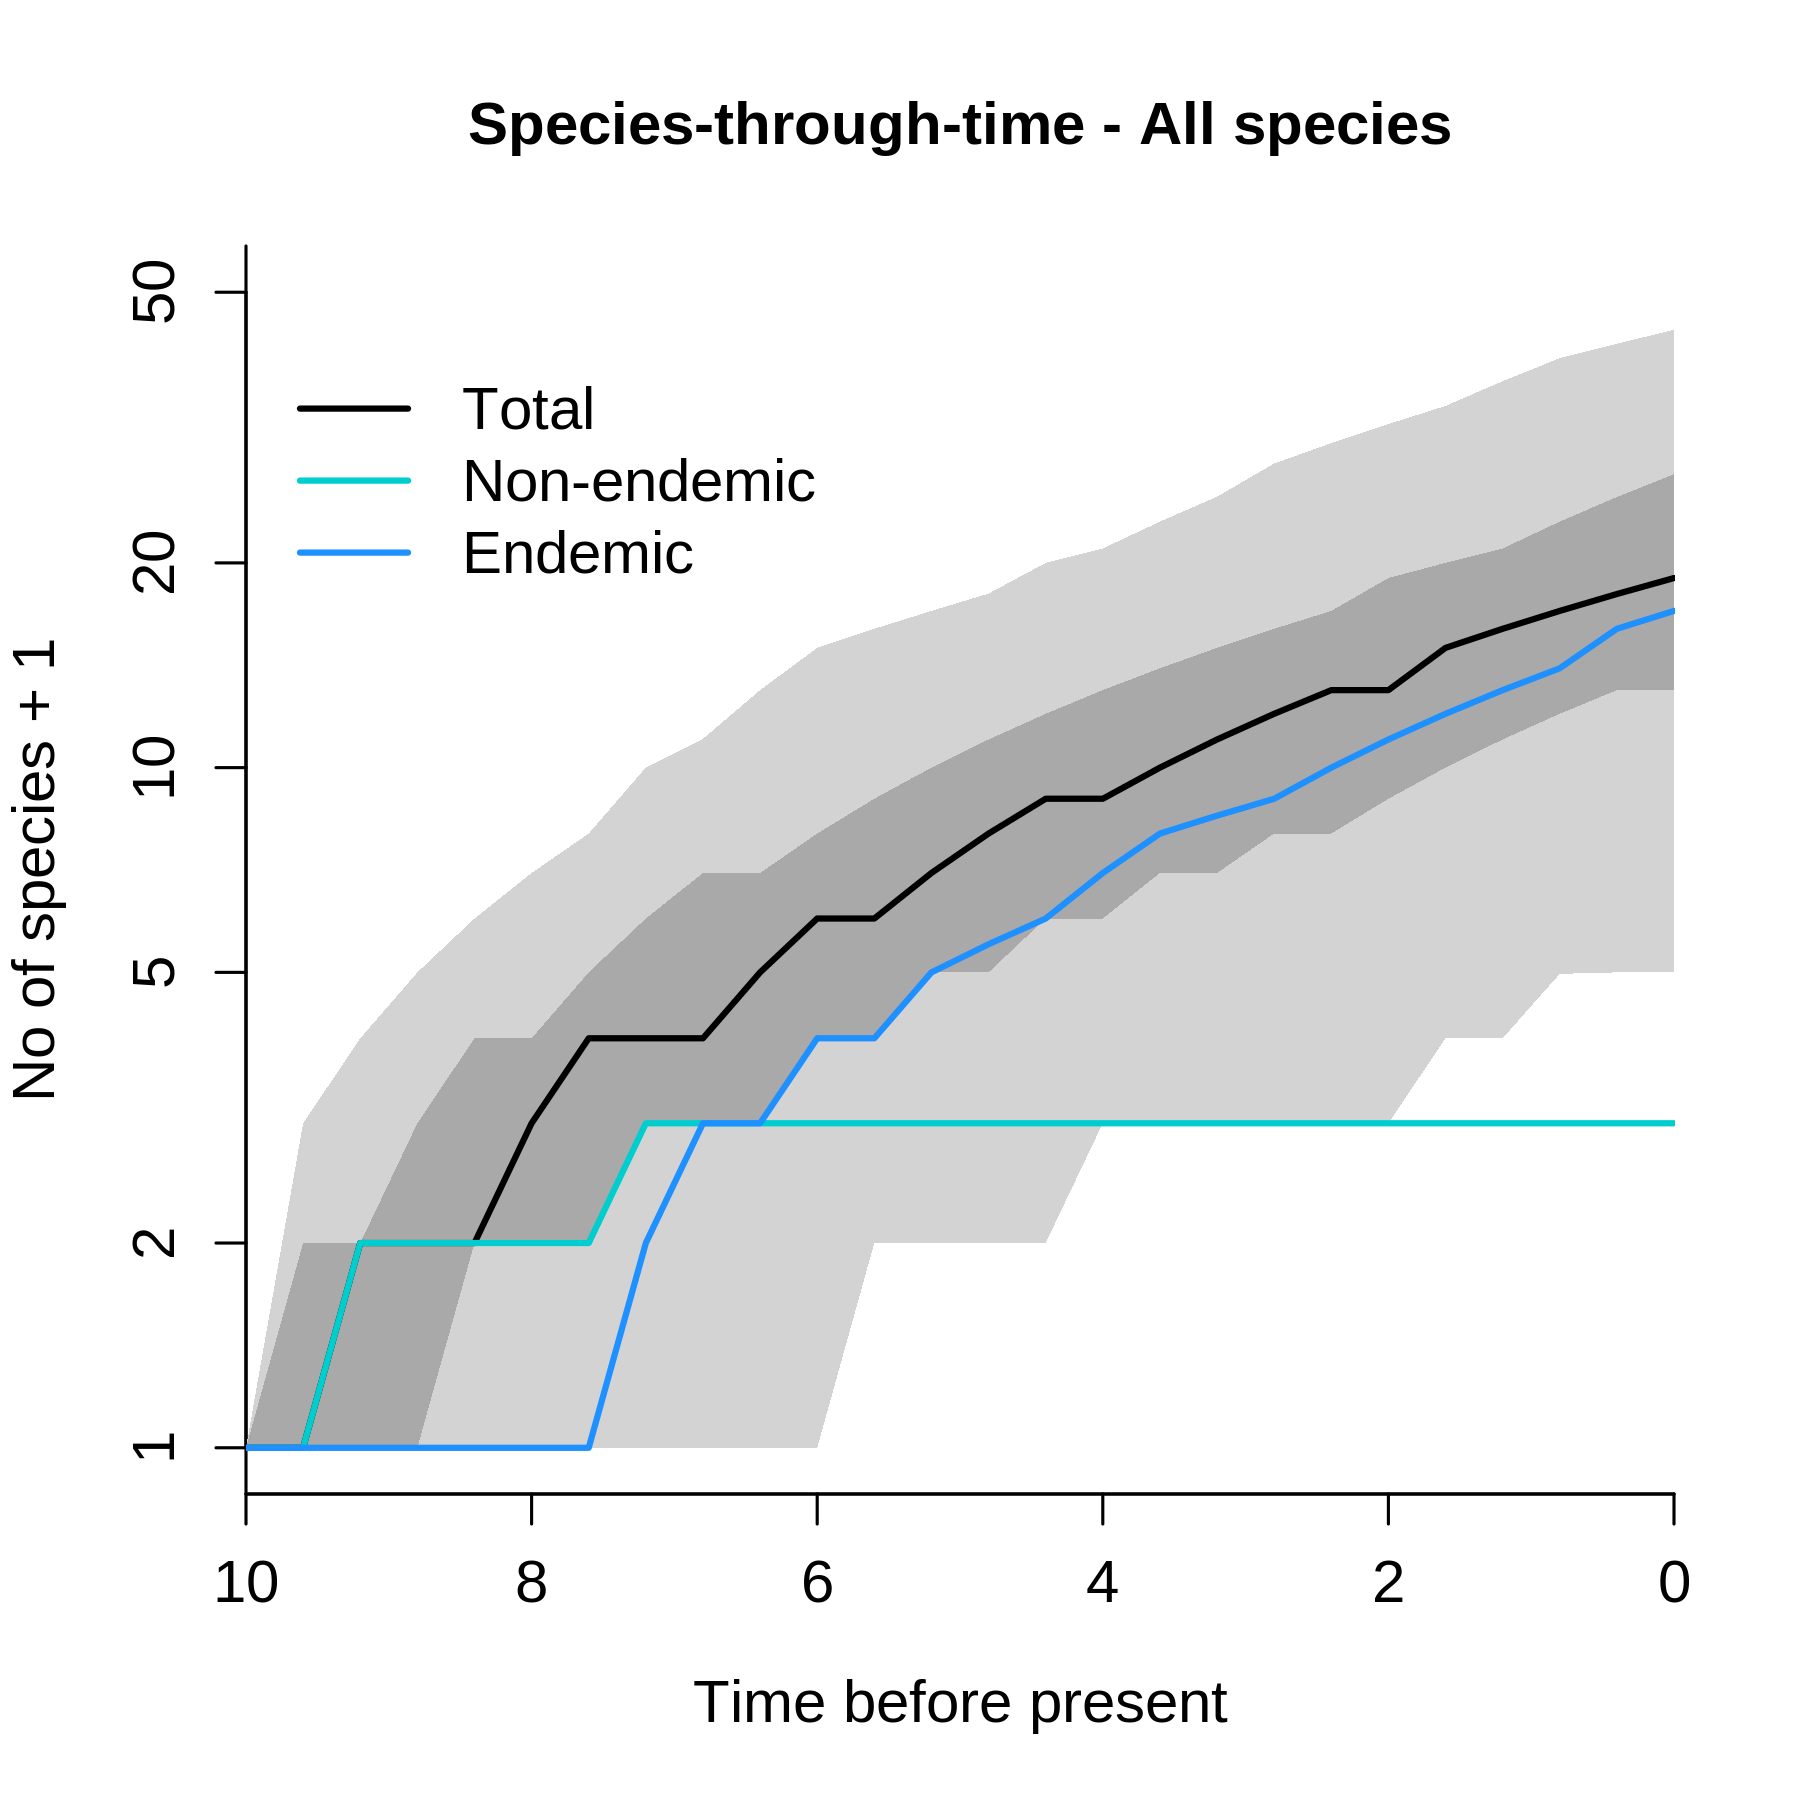 Species-through-time - All species
50
20
10
5
2
1
No of species + 1
Total
Non-endemic
Endemic
10 8 6 4 2 0
Time before present